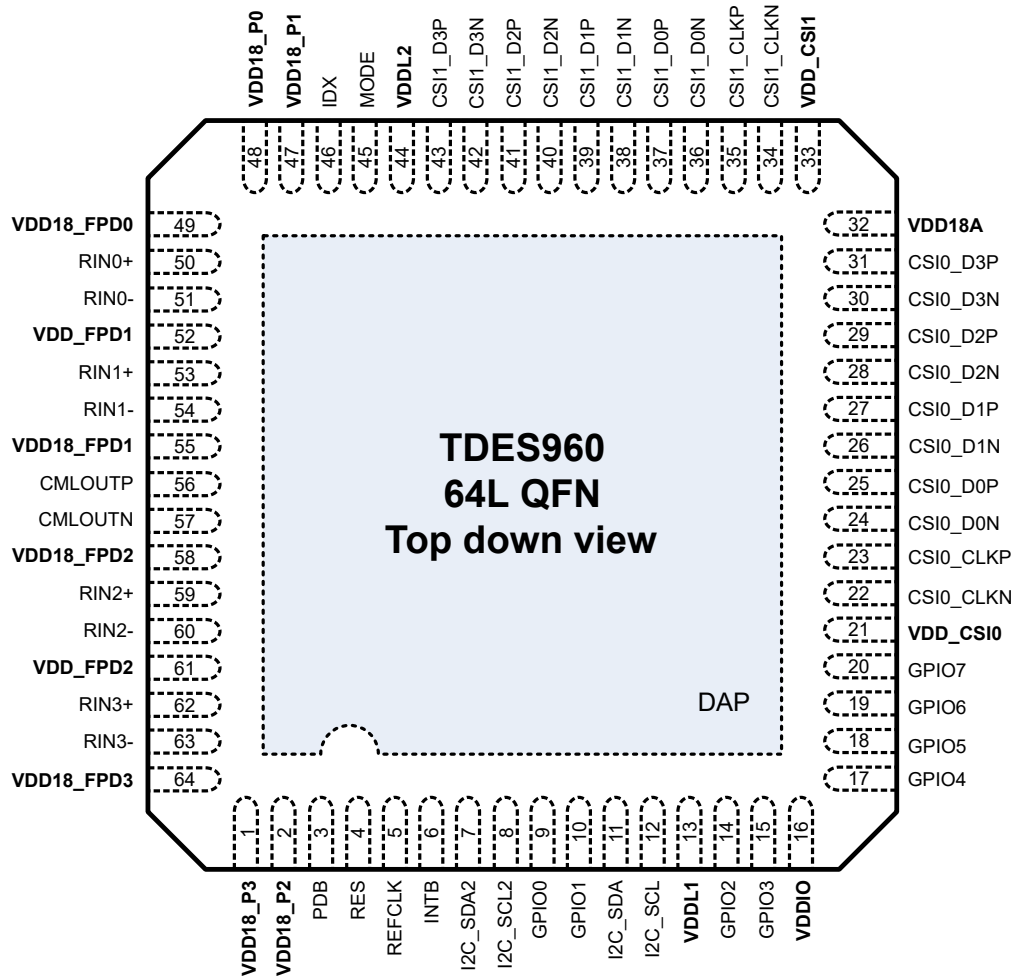 VDD18_P0
VDD18_P1
IDX
MODE
VDDL2
CSI1_D3P
CSI1_D3N
CSI1_D2P
CSI1_D2N
CSI1_D1P
CSI1_D1N
CSI1_D0P
CSI1_D0N
CSI1_CLKP
CSI1_CLKN
VDD_CSI1
48
47
46
45
44
43
42
41
40
39
38
37
36
35
34
33
VDD18_FPD0 49
RIN0+ 50
RIN0- 51
VDD_FPD1 52
RIN1+ 53
RIN1- 54
VDD18_FPD1 55
CMLOUTP 56
CMLOUTN 57
VDD18_FPD2 58
RIN2+ 59
RIN2- 60
VDD_FPD2 61
RIN3+ 62
RIN3- 63
VDD18_FPD3 64
TDES960
64L QFN
Top down view
DAP
32 VDD18A
31 CSI0_D3P
30 CSI0_D3N
29 CSI0_D2P
28 CSI0_D2N
27 CSI0_D1P
26 CSI0_D1N
25 CSI0_D0P
24 CSI0_D0N
23 CSI0_CLKP
22 CSI0_CLKN
21 VDD_CSI0
20 GPIO7
19 GPIO6
18 GPIO5
17 GPIO4
1
2
3
4
5
6
7
8
9
10
11
12
13
14
15
16
VDD18_P3
VDD18_P2
PDB
RES
REFCLK
INTB
I2C_SDA2
I2C_SCL2
GPIO0
GPIO1
I2C_SDA
I2C_SCL
VDDL1
GPIO2
GPIO3
VDDIO